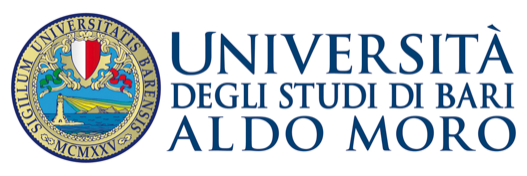 SIGILLUM UNIVERSITATIS BARENSIS
MCMXXV
UNIVERSITÀ
DEGLI STUDI DI BARI
ALDO MORO